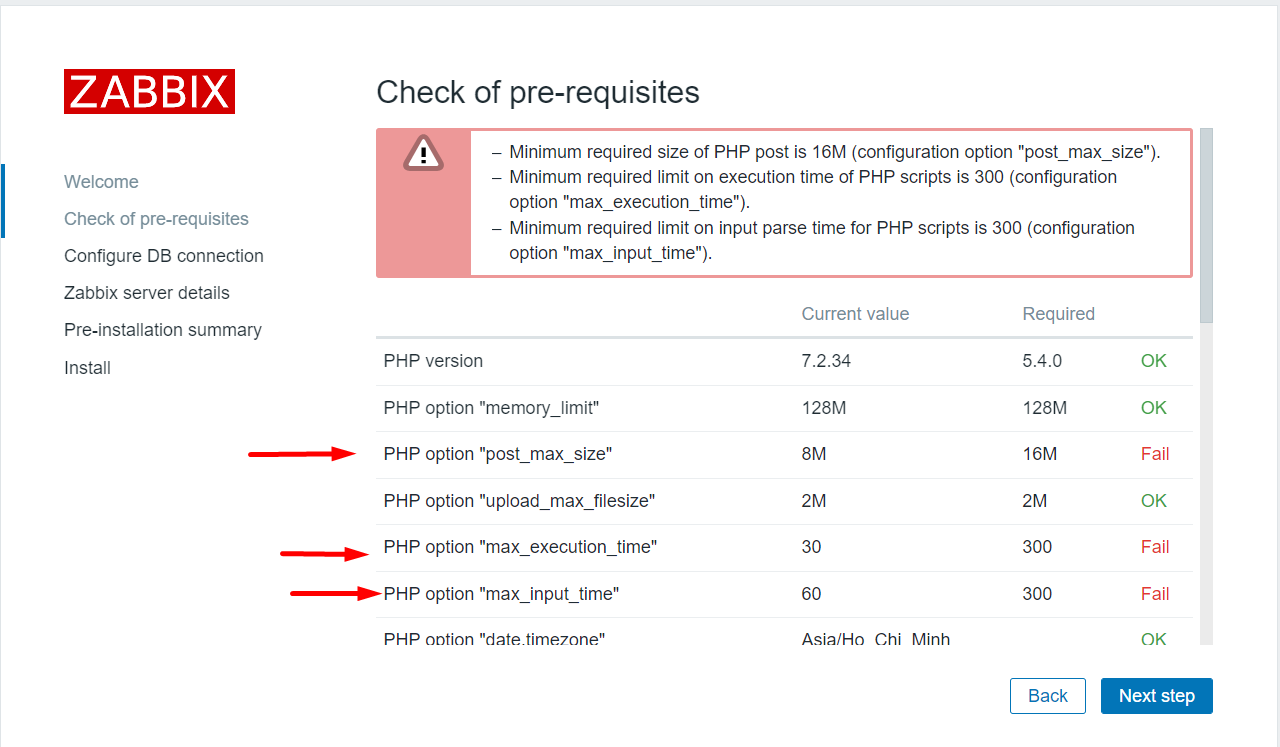 ZABBIX
Welcome
Check of pre-requisites
Configure DB connection
Zabbix server details
Pre-installation summary
Install
Check of pre-requisites
– Minimum required size of PHP post is 16M (configuration option "post_max_size").
– Minimum required limit on execution time of PHP scripts is 300 (configuration
option "max_execution_time").
– Minimum required limit on input parse time for PHP scripts is 300 (configuration
option "max_input_time").
Current value Required
PHP version 7.2.34 5.4.0 OK
PHP option "memory_limit" 128M 128M OK
PHP option "post_max_size" 8M 16M Fail
PHP option "upload_max_filesize" 2M 2M OK
PHP option "max_execution_time" 30 300 Fail
PHP option "max_input_time" 60 300 Fail
PHP option "date.timezone" Asia/Ho_Chi_Minh OK
Back Next step